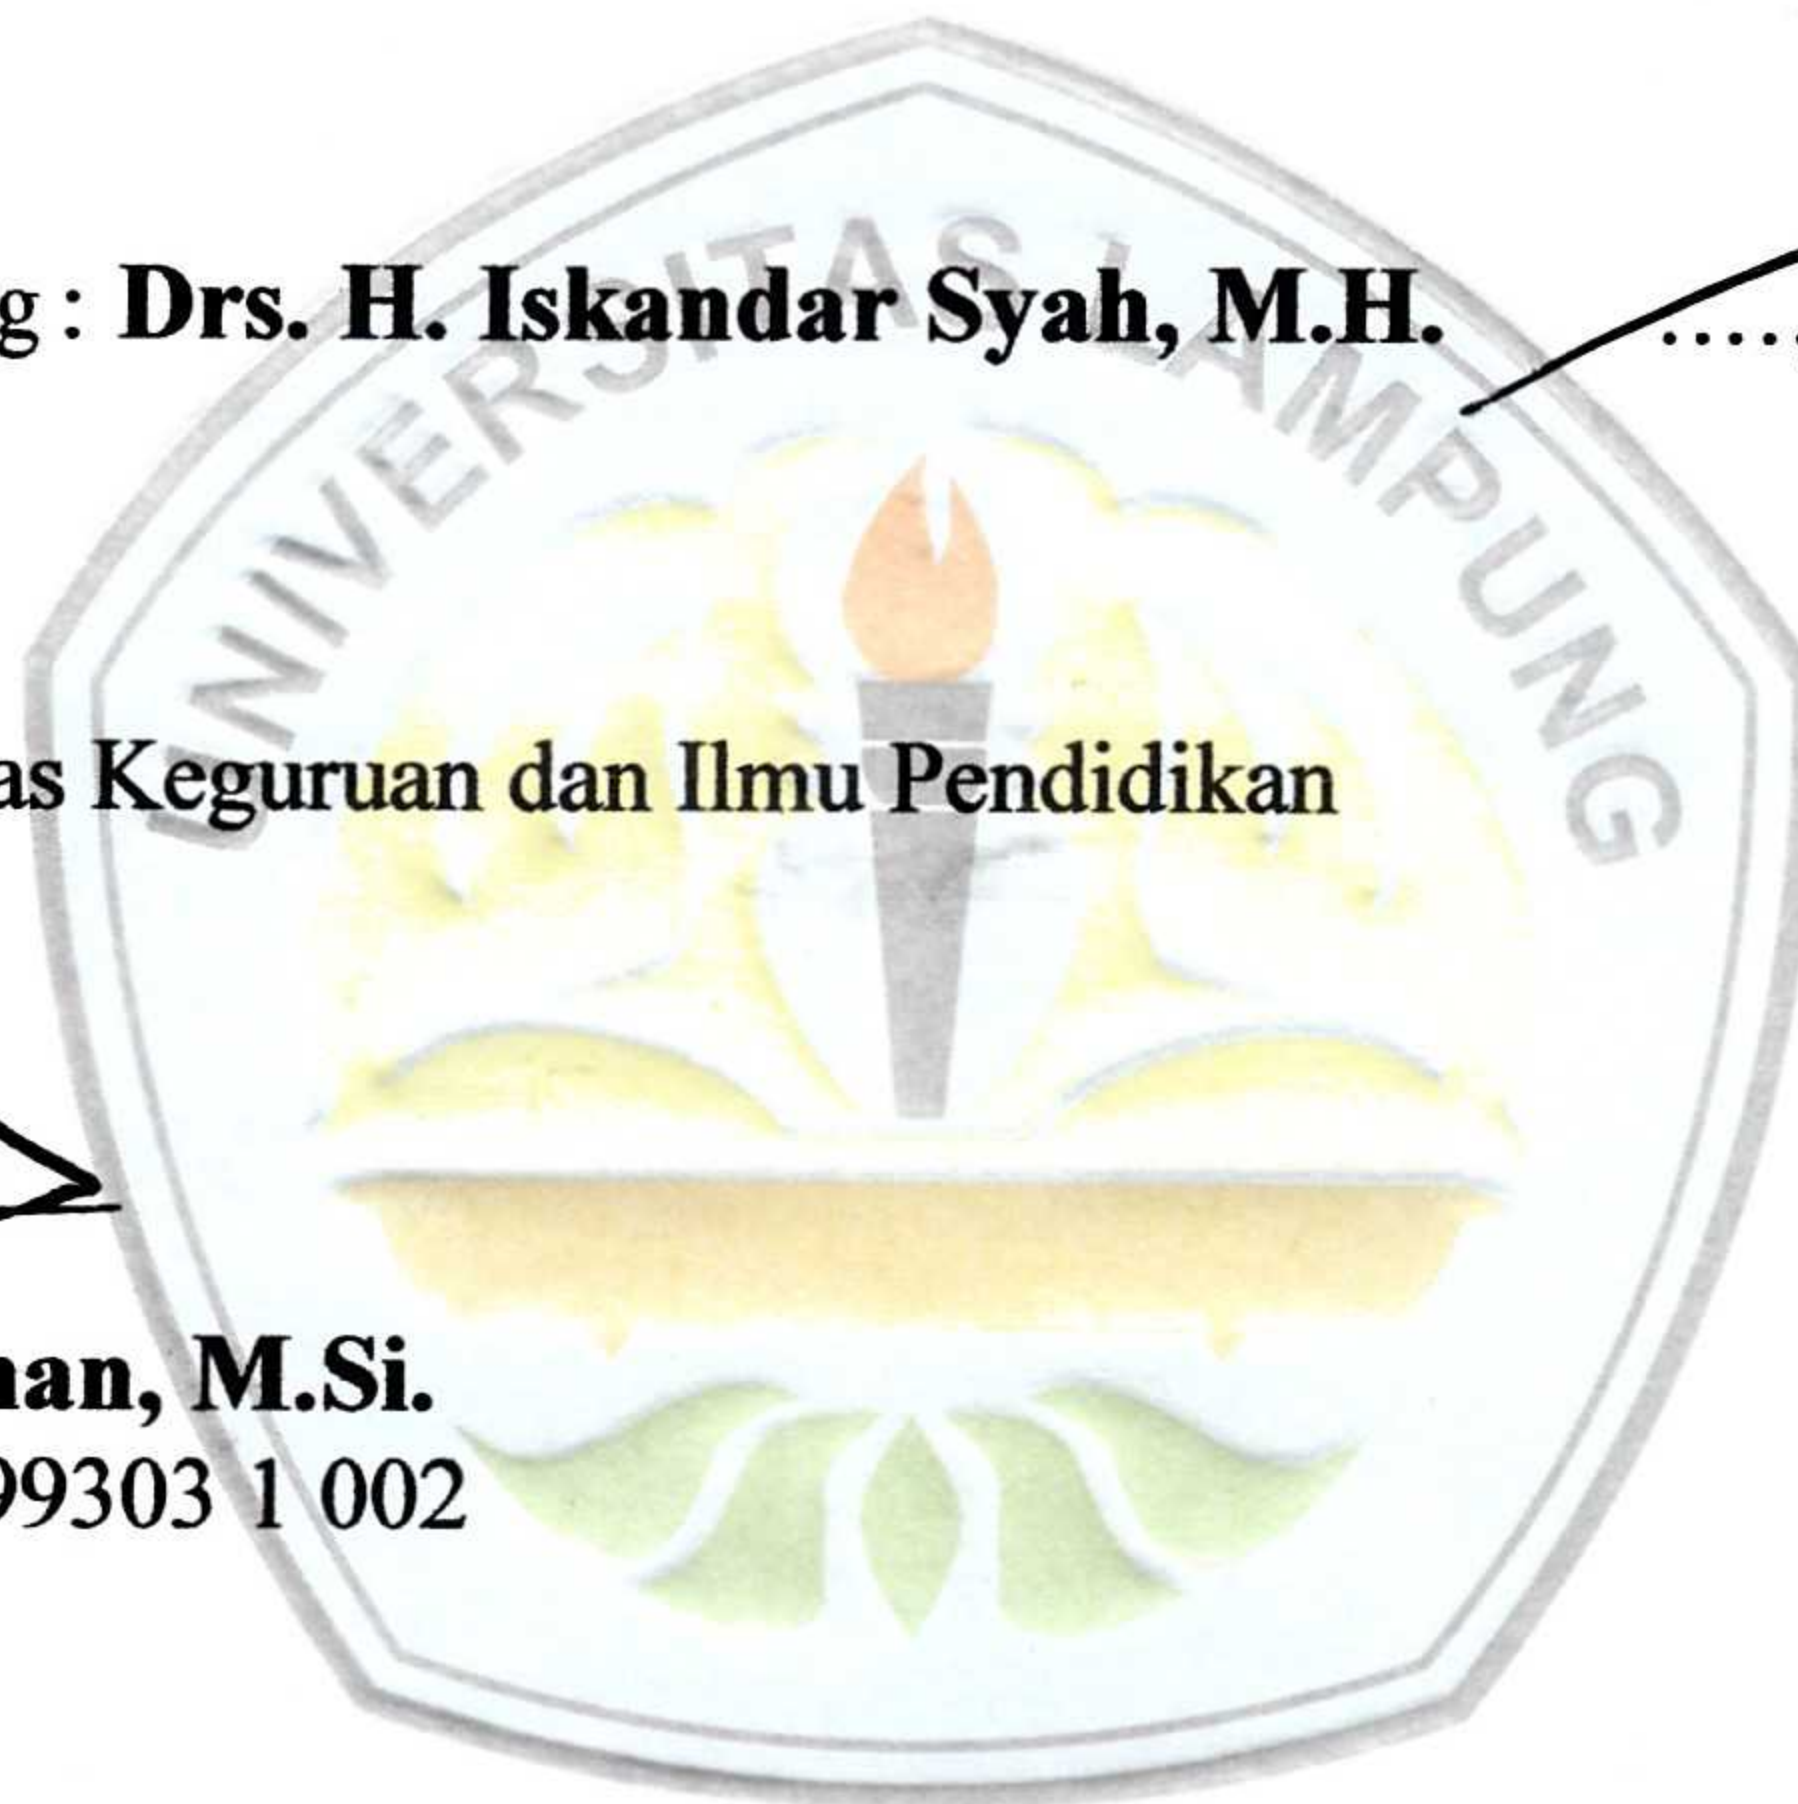 g : Drs. H. Iskandar Syah, M.H. .....
UNIVERSITAS LAMPUNG
as Keguruan dan Ilmu Pendidikan
nan, M.Si.
99303 1 002